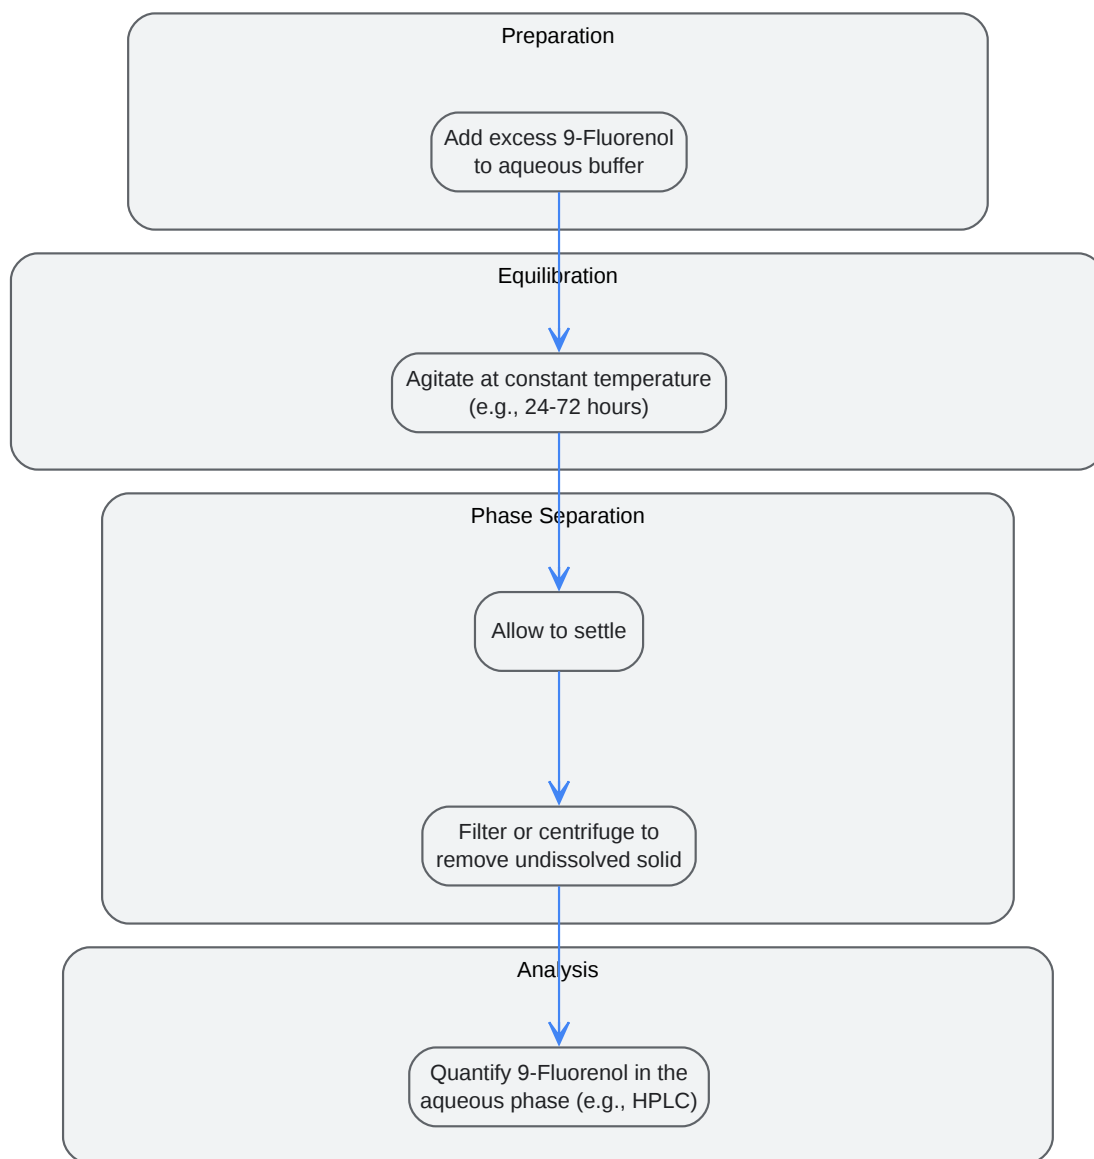 Preparation
Add excess 9-Fluorenol
to aqueous buffer
Equilibration
Agitate at constant temperature
(e.g., 24-72 hours)
Phase Separation
Allow to settle
Filter or centrifuge to
remove undissolved solid
Analysis
Quantify 9-Fluorenol in the
aqueous phase (e.g., HPLC)